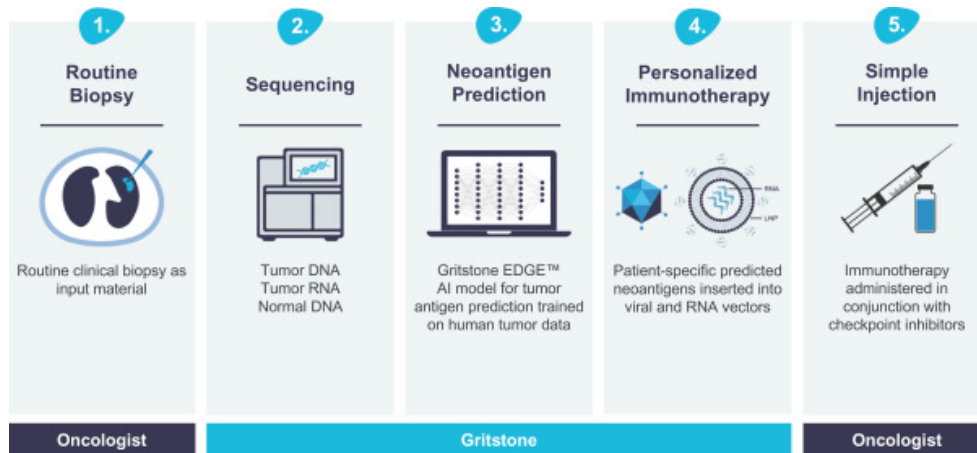 1.
Routine
Biopsy
Routine clinical biopsy as
input material
2.
Sequencing
Tumor DNA
Tumor RNA
Normal DNA
3.
Neoantigen
Prediction
Gritstone EDGE™
AI model for tumor
antigen prediction trained
on human tumor data
4.
Personalized
Immunotherapy
RNA
LNP
Patient-specific predicted
neoantigens inserted into
viral and RNA vectors
5.
Simple
Injection
Immunotherapy
administered in
conjunction with
checkpoint inhibitors
Oncologist
Gritstone
Oncologist